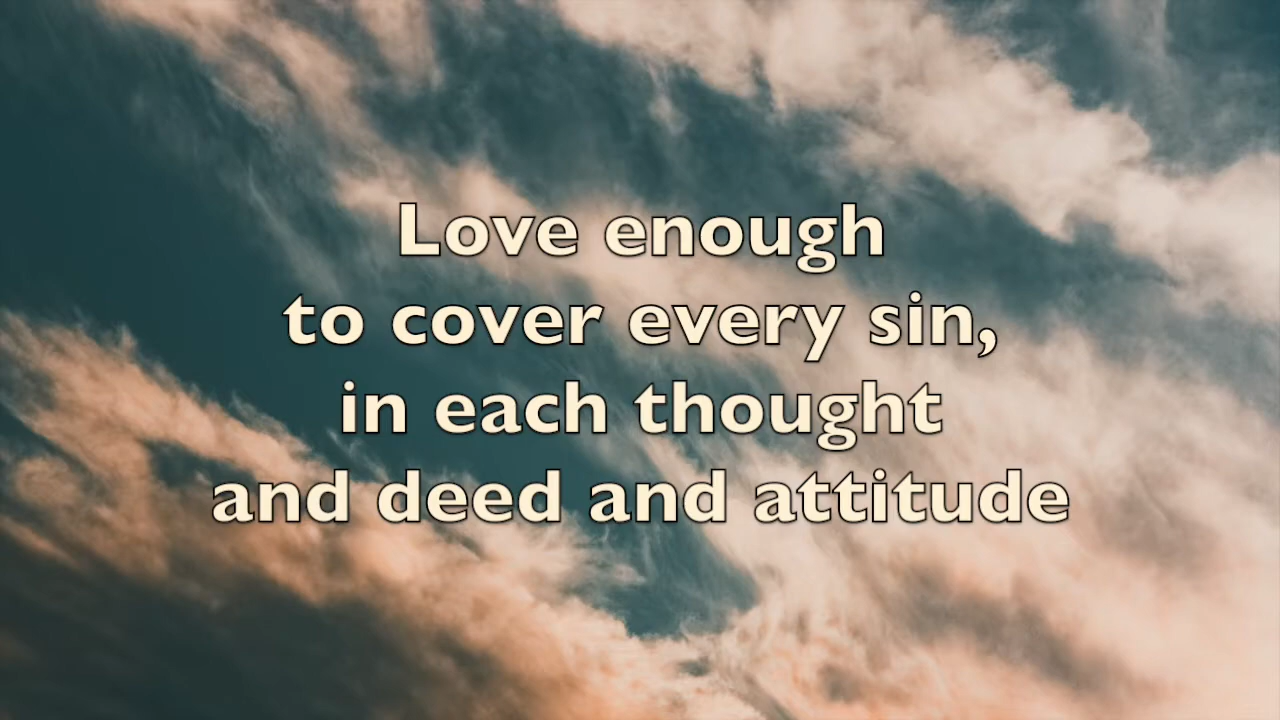 Love enough
to cover every sin,
in each thought
and deed and attitude